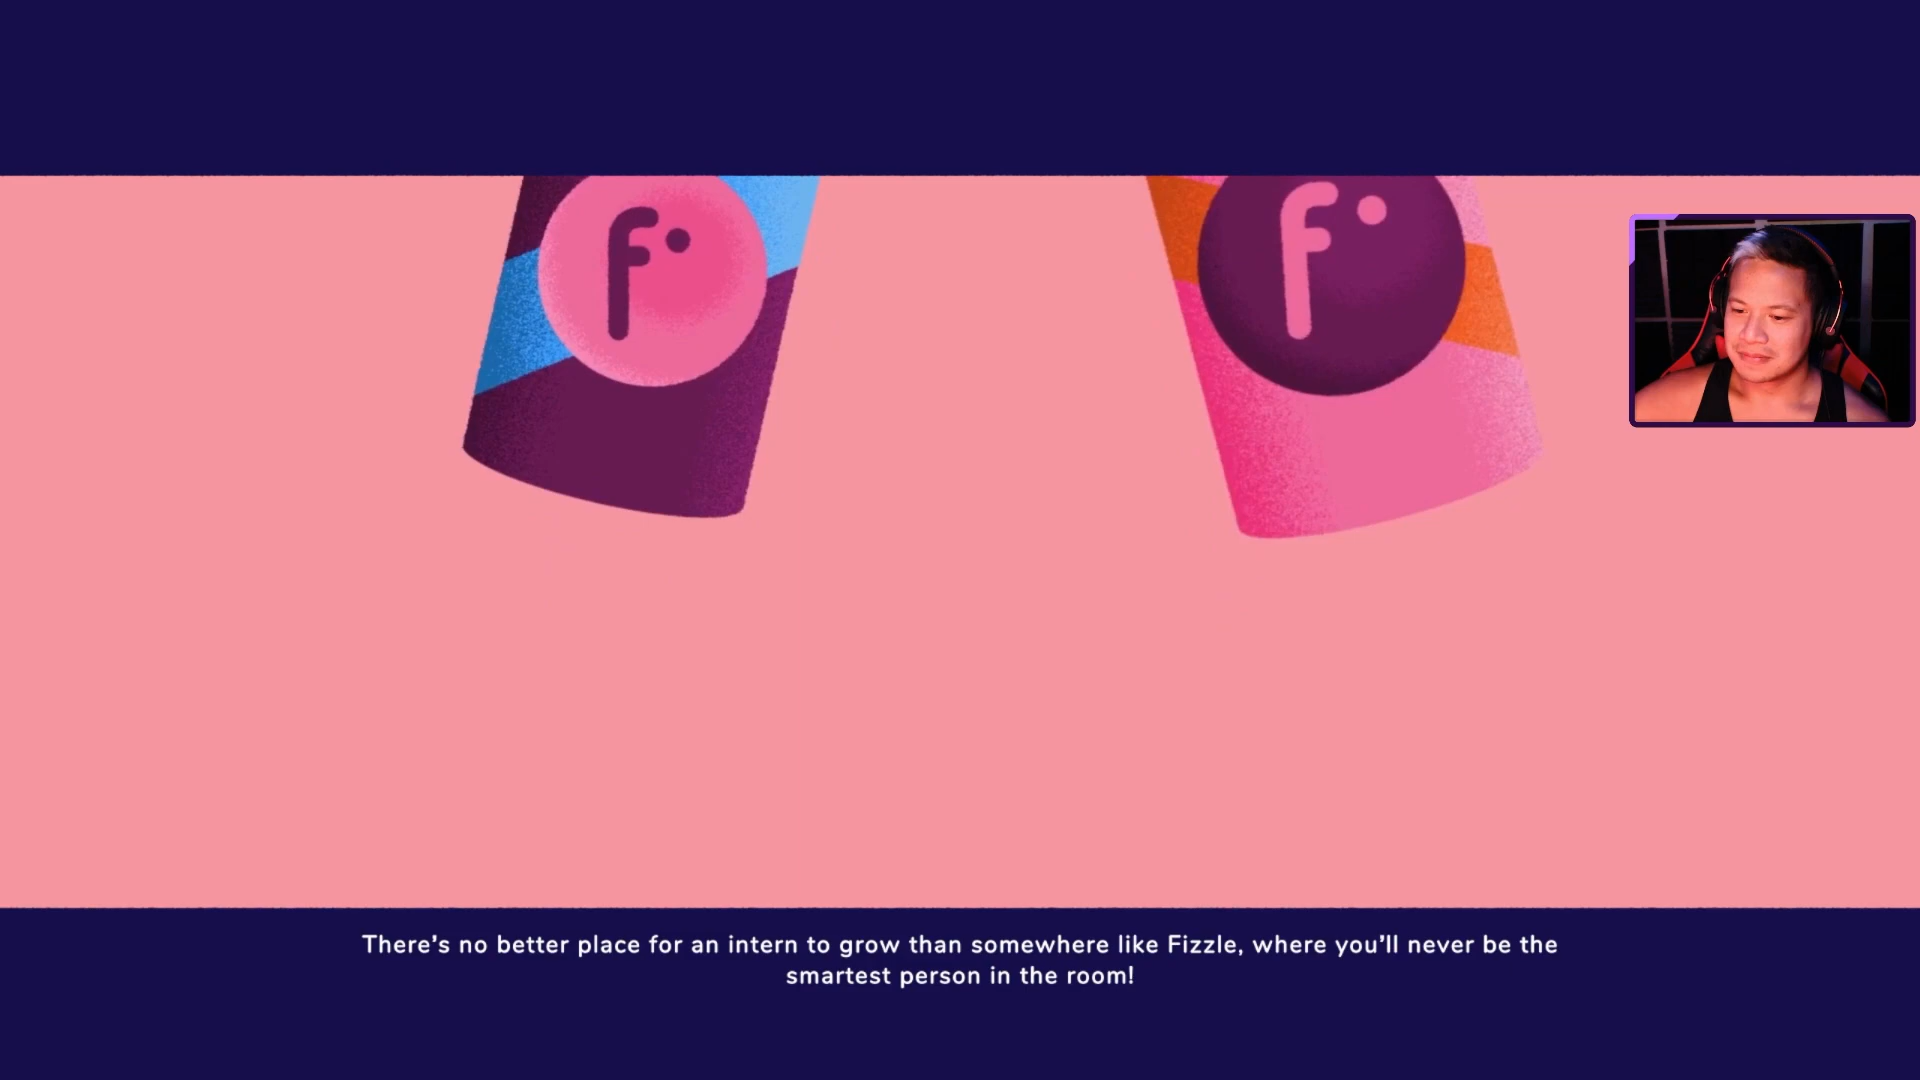 f
f
There's no better place for an intern to grow than somewhere like Fizzle, where you'll never be the
smartest person in the room!